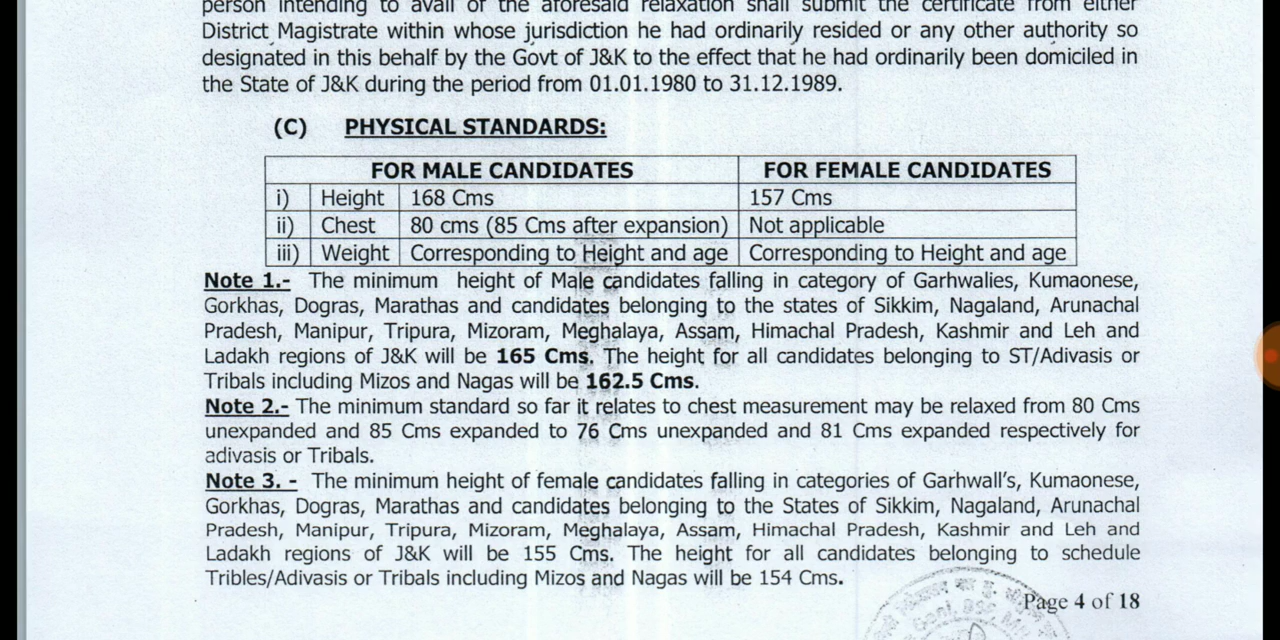 person intending to avail of the aforesaid relaxation shall submit the certificate from either
District Magistrate within whose jurisdiction he had ordinarily resided or any other authority so
designated in this behalf by the Govt of J&K to the effect that he had ordinarily been domiciled in
the State of J&K during the period from 01.01.1980 to 31.12.1989.
(C) PHYSICAL STANDARDS:
FOR MALE CANDIDATES FOR FEMALE CANDIDATES
i) Height 168 Cms 157 Cms
ii) Chest 80 cms (85 Cms after expansion) Not applicable
iii) Weight Corresponding to Height and age Corresponding to Height and age
Note 1.- The minimum height of Male candidates falling in category of Garhwalies, Kumaonese,
Gorkhas, Dogras, Marathas and candidates belonging to the states of Sikkim, Nagaland, Arunachal
Pradesh, Manipur, Tripura, Mizoram, Meghalaya, Assam, Himachal Pradesh, Kashmir and Leh and
Ladakh regions of J&K will be 165 Cms. The height for all candidates belonging to ST/Adivasis or
Tribals including Mizos and Nagas will be 162.5 Cms.
Note 2.- The minimum standard so far it relates to chest measurement may be relaxed from 80 Cms
unexpanded and 85 Cms expanded to 76 Cms unexpanded and 81 Cms expanded respectively for
adivasis or Tribals.
Note 3. - The minimum height of female candidates falling in categories of Garhwall's, Kumaonese,
Gorkhas, Dogras, Marathas and candidates belonging to the States of Sikkim, Nagaland, Arunachal
Pradesh, Manipur, Tripura, Mizoram, Meghalaya, Assam, Himachal Pradesh, Kashmir and Leh and
Ladakh regions of J&K will be 155 Cms. The height for all candidates belonging to schedule
Tribles/Adivasis or Tribals including Mizos and Nagas will be 154 Cms.
Page 4 of 18